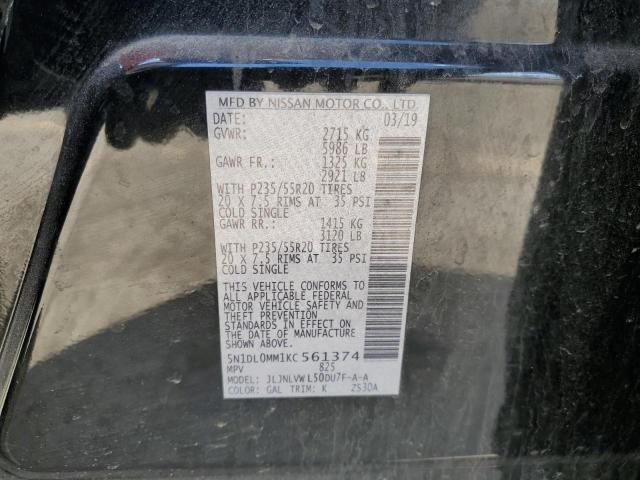 MFD BY NISSAN MOTOR CO., LTD.
DATE: 03/19
GVWR: 2715 KG
5986 LB
GAWR FR.: 1325 KG
2921 LB
WITH P235/55R20 TIRES
20 X 7.5 RIMS AT 35 PSI
COLD SINGLE
GAWR RR.: 1415 KG
3120 LB
WITH P235/55R20 TIRES
20 X 7.5 RIMS AT 35 PSI
COLD SINGLE
THIS VEHICLE CONFORMS TO
ALL APPLICABLE FEDERAL
MOTOR VEHICLE SAFETY AND
THEFT PREVENTION
STANDARDS IN EFFECT ON
THE DATE OF MANUFACTURE
SHOWN ABOVE.
5N1DL0MM1KC 561374
MPV 825
MODEL: JLJNLVWL50DU7F-A-A
COLOR: GAL TRIM: K ZS30A